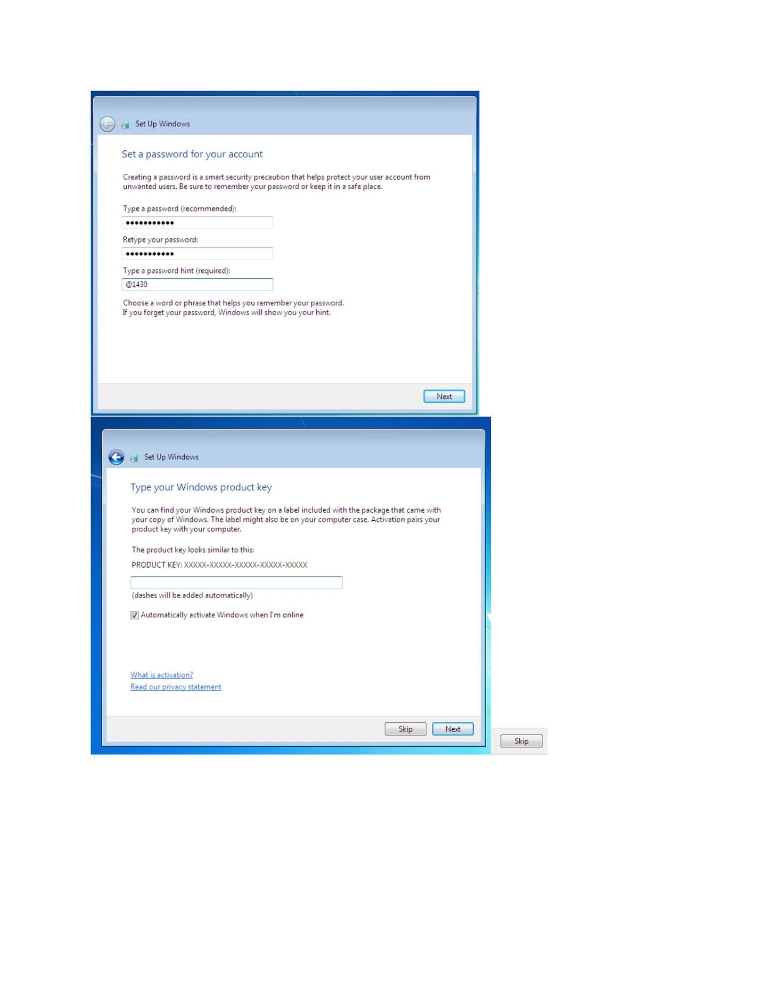 Set Up Windows
Set a password for your account
Creating a password is a smart security precaution that helps protect your user account from
unwanted users. Be sure to remember your password or keep it in a safe place.
Type a password (recommended):
●●●●●●●●●●●
Retype your password:
●●●●●●●●●●●
Type a password hint (required):
@1430
Choose a word or phrase that helps you remember your password.
If you forget your password, Windows will show you your hint.
Next
Set Up Windows
Type your Windows product key
You can find your Windows product key on a label included with the package that came with
your copy of Windows. The label might also be on your computer case. Activation pairs your
product key with your computer.
The product key looks similar to this:
PRODUCT KEY: XXXXX-XXXXX-XXXXX-XXXXX-XXXXX
(dashes will be added automatically)
Automatically activate Windows when I'm online
What is activation?
Read our privacy statement
Skip Next
Skip